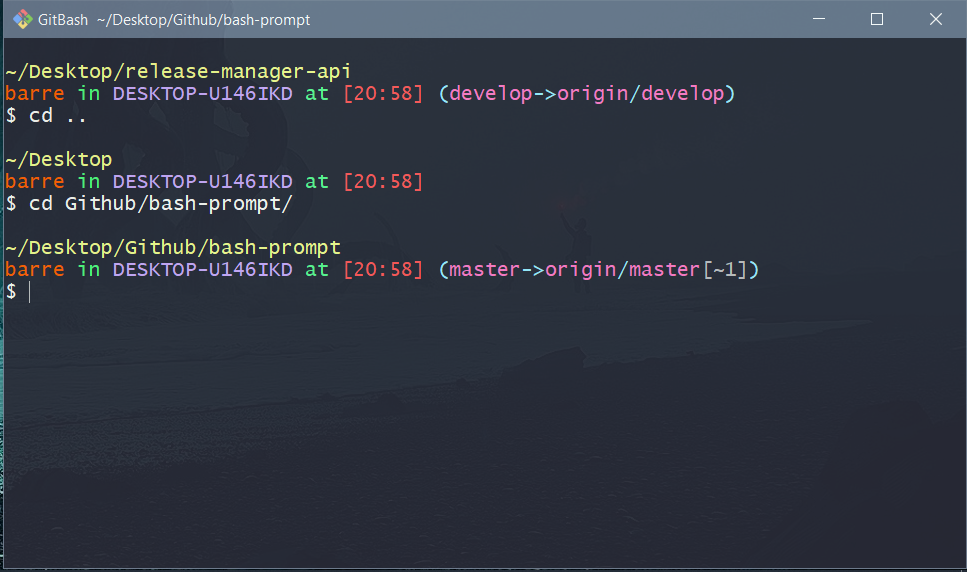 GitBash ~/Desktop/Github/bash-prompt
~/Desktop/release-manager-api
barre in DESKTOP-U146IKD at [20:58] (develop->origin/develop)
$ cd ..
~/Desktop
barre in DESKTOP-U146IKD at [20:58]
$ cd Github/bash-prompt/
~/Desktop/Github/bash-prompt
barre in DESKTOP-U146IKD at [20:58] (master->origin/master[~1])
$